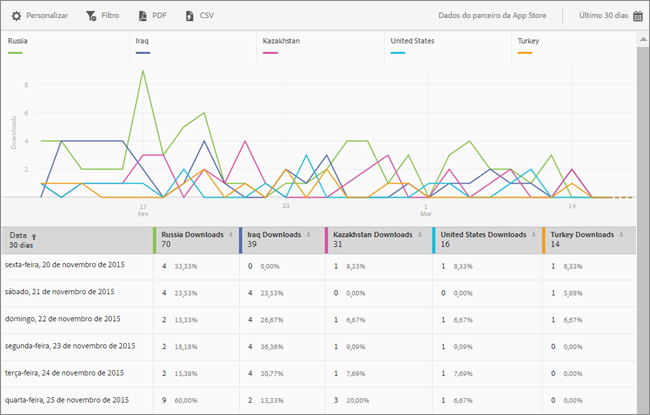 Personalizar Filtro PDF CSV Dados do parceiro da App Store Último 30 dias
Russia Iraq Kazakhstan United States Turkey
Downloads
8
6
4
2
17 23 1 14
Fev Mar
Data Russia Downloads Iraq Downloads Kazakhstan Downloads United States Downloads Turkey Downloads
30 dias 70 39 31 16 14
sexta-feira, 20 de novembro de 2015 4 33,33% 0 0,00% 1 8,33% 1 8,33% 1 8,33%
sábado, 21 de novembro de 2015 4 23,53% 4 23,53% 0 0,00% 0 0,00% 1 5,88%
domingo, 22 de novembro de 2015 2 13,33% 4 26,67% 1 6,67% 1 6,67% 1 6,67%
segunda-feira, 23 de novembro de 2015 2 18,18% 4 36,36% 1 9,09% 1 9,09% 0 0,00%
terça-feira, 24 de novembro de 2015 2 15,38% 4 30,77% 1 7,69% 1 7,69% 0 0,00%
quarta-feira, 25 de novembro de 2015 9 60,00% 2 13,33% 3 20,00% 1 6,67% 0 0,00%